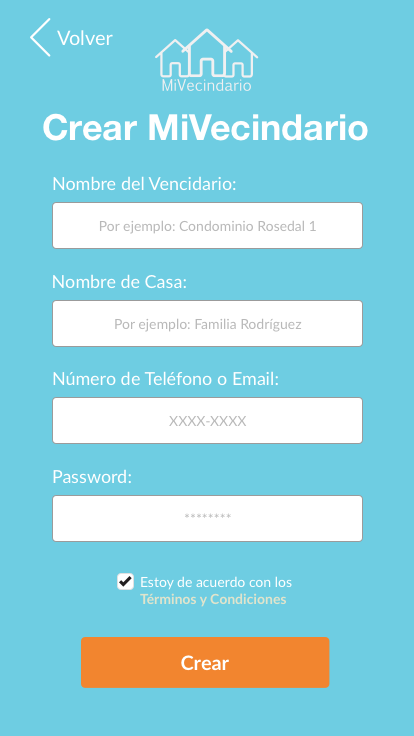 Volver
MiVecindario
Crear MiVecindario
Nombre del Vencidario:
Por ejemplo: Condominio Rosedal 1
Nombre de Casa:
Por ejemplo: Familia Rodríguez
Número de Teléfono o Email:
XXXX-XXXX
Password:
********
Estoy de acuerdo con los
Términos y Condiciones
Crear